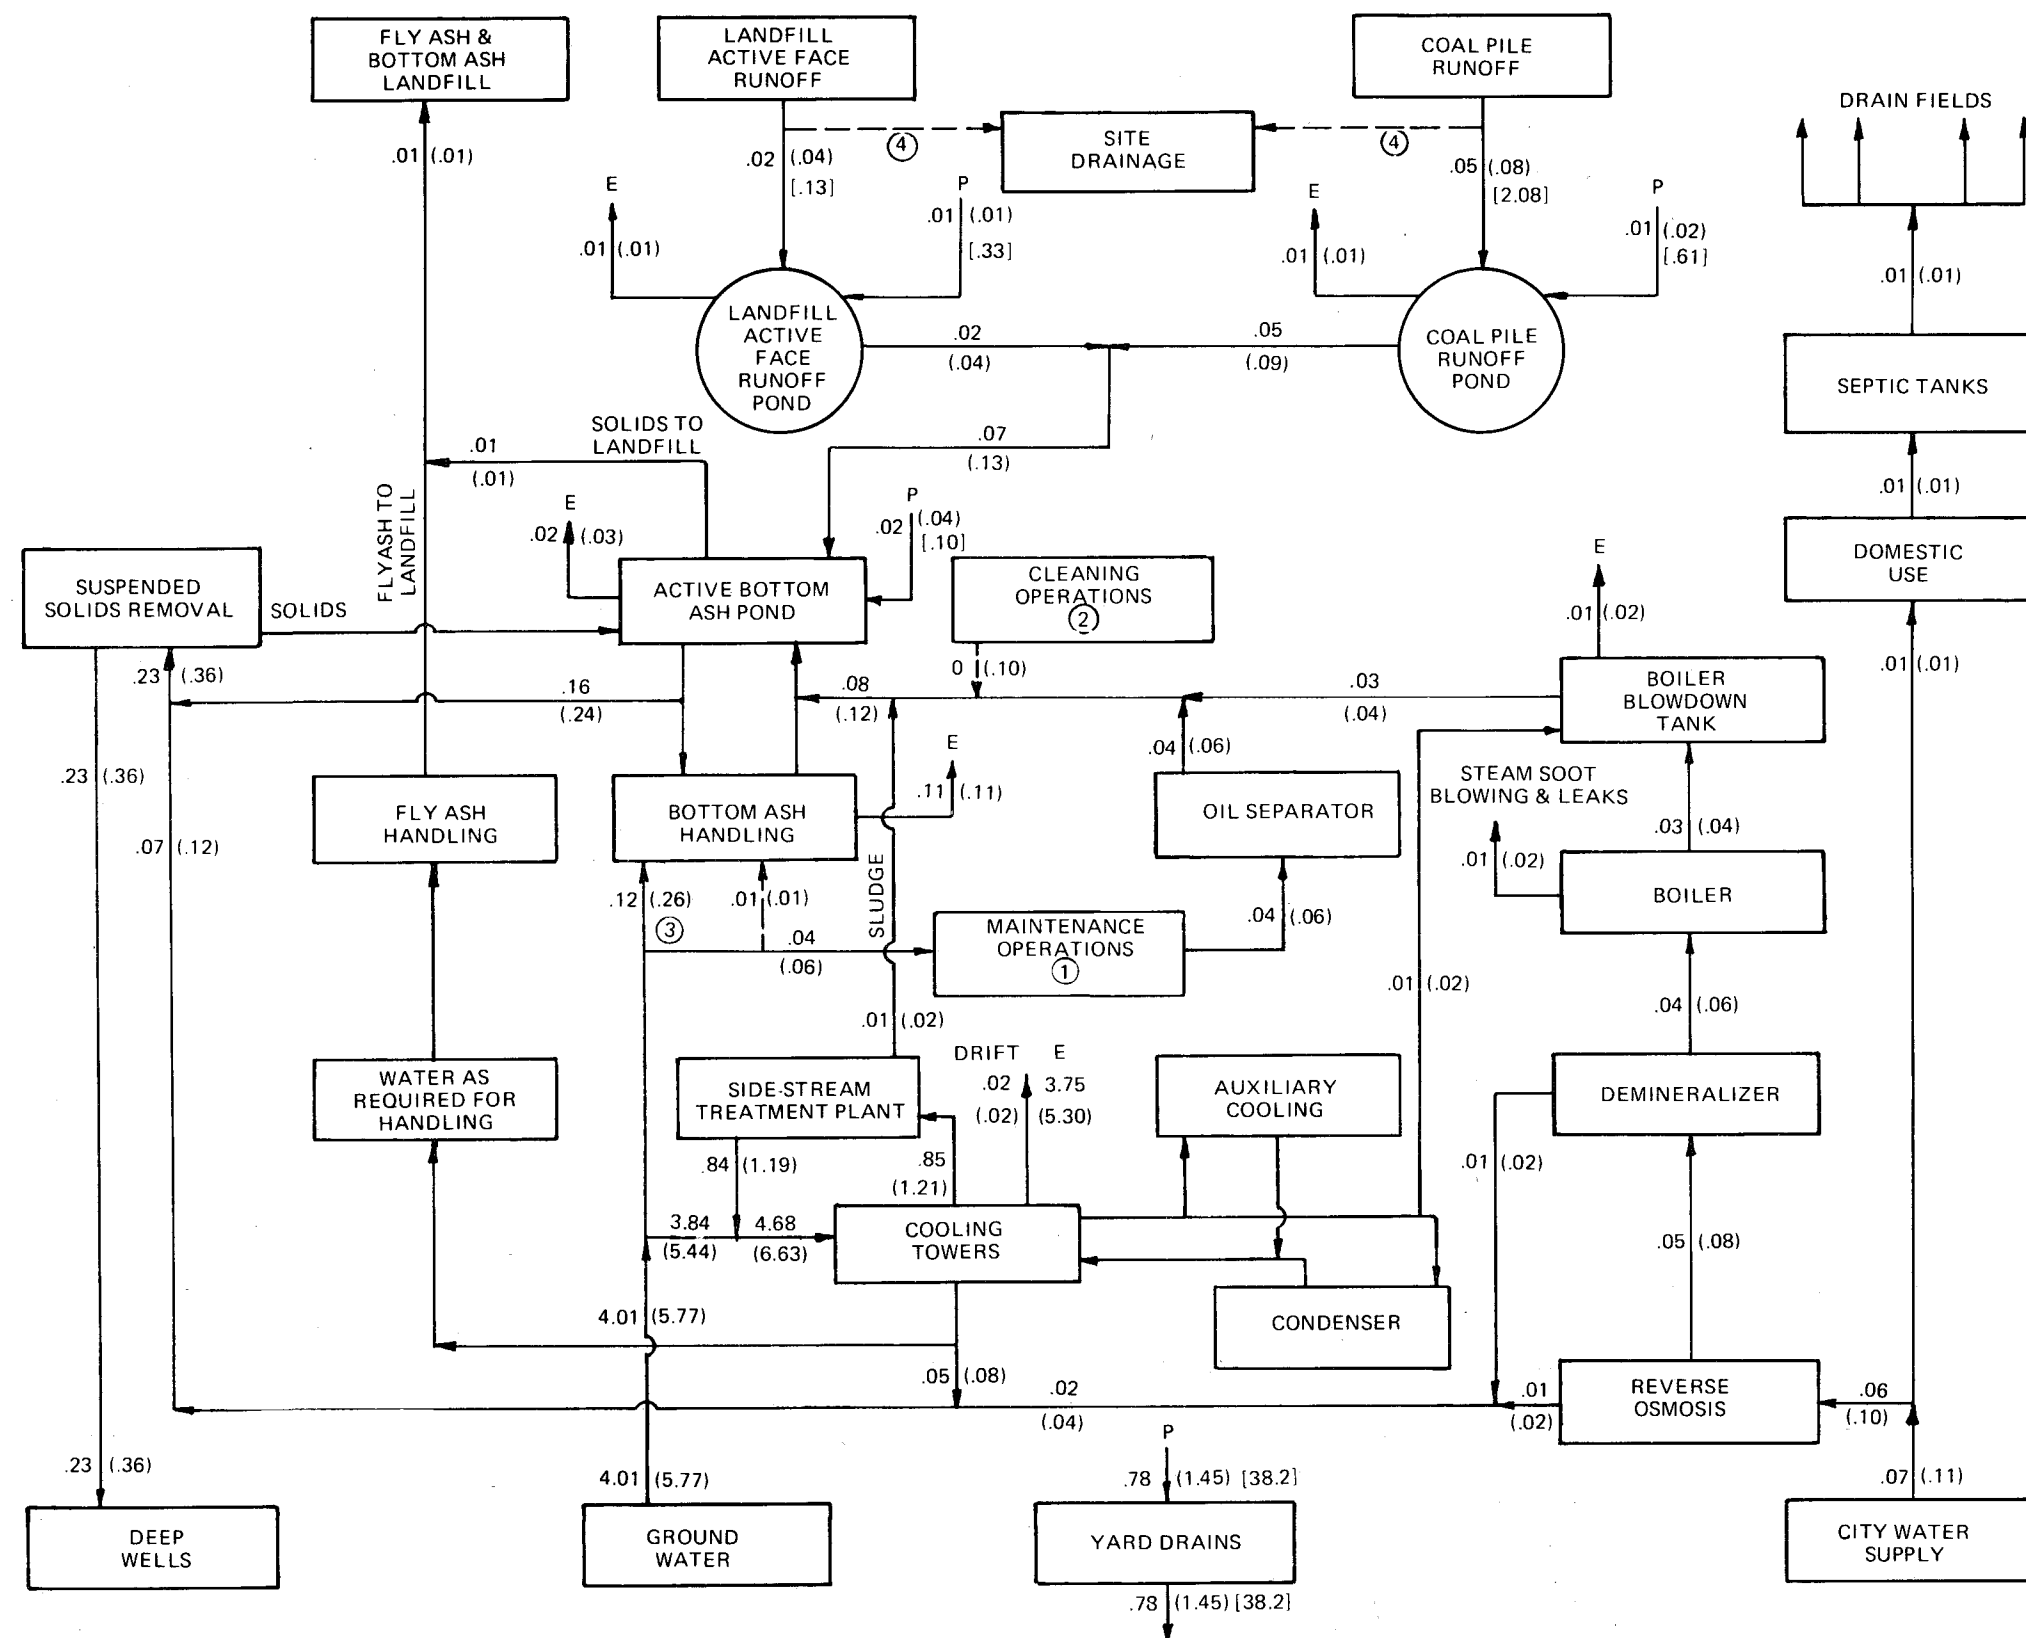 FLY ASH &
BOTTOM ASH
LANDFILL
LANDFILL
ACTIVE FACE
RUNOFF
COAL PILE
RUNOFF
DRAIN FIELDS
SITE
DRAINAGE
.01 (.01)
.02 (.04)
[.13]
4
4
.05 (.08)
[2.08]
E
.01 (.01)
P
.01 (.01)
[.33]
E
.01 (.01)
P
.01 (.02)
[.61]
.01 (.01)
LANDFILL
ACTIVE
FACE
RUNOFF
POND
.02
(.04)
.05
(.09)
COAL PILE
RUNOFF
POND
SEPTIC TANKS
SOLIDS TO
LANDFILL
.01
(.01)
.07
(.13)
FLYASH TO
LANDFILL
E
.02 (.03)
P
.02 (.04)
[.10]
.01 (.01)
SUSPENDED
SOLIDS REMOVAL
SOLIDS
ACTIVE BOTTOM
ASH POND
CLEANING
OPERATIONS
2
E
.01 (.02)
DOMESTIC
USE
.23 (.36)
.16
(.24)
0 (.10)
.08
(.12)
.03
(.04)
BOILER
BLOWDOWN
TANK
.01 (.01)
.23 (.36)
.04 (.06)
E
.11 (.11)
STEAM SOOT
BLOWING & LEAKS
FLY ASH
HANDLING
BOTTOM ASH
HANDLING
OIL SEPARATOR
.03 (.04)
.07 (.12)
.01 (.02)
SLUDGE
.12 (.26)
3
.01 (.01)
.04
(.06)
MAINTENANCE
OPERATIONS
1
.04 (.06)
BOILER
.01 (.02)
.01 (.02)
.04 (.06)
WATER AS
REQUIRED FOR
HANDLING
SIDE-STREAM
TREATMENT PLANT
DRIFT E
.02 3.75
(.02) (5.30)
AUXILIARY
COOLING
DEMINERALIZER
.84 (1.19)
.85
(1.21)
.01 (.02)
3.84
(5.44)
4.68
(6.63)
COOLING
TOWERS
.05 (.08)
4.01 (5.77)
CONDENSER
.05 (.08)
.02
(.04)
.01
(.02)
REVERSE
OSMOSIS
.06
(.10)
.23 (.36)
4.01 (5.77)
P
.78 (1.45) [38.2]
.07 (.11)
DEEP
WELLS
GROUND
WATER
YARD DRAINS
CITY WATER
SUPPLY
.78 (1.45) [38.2]